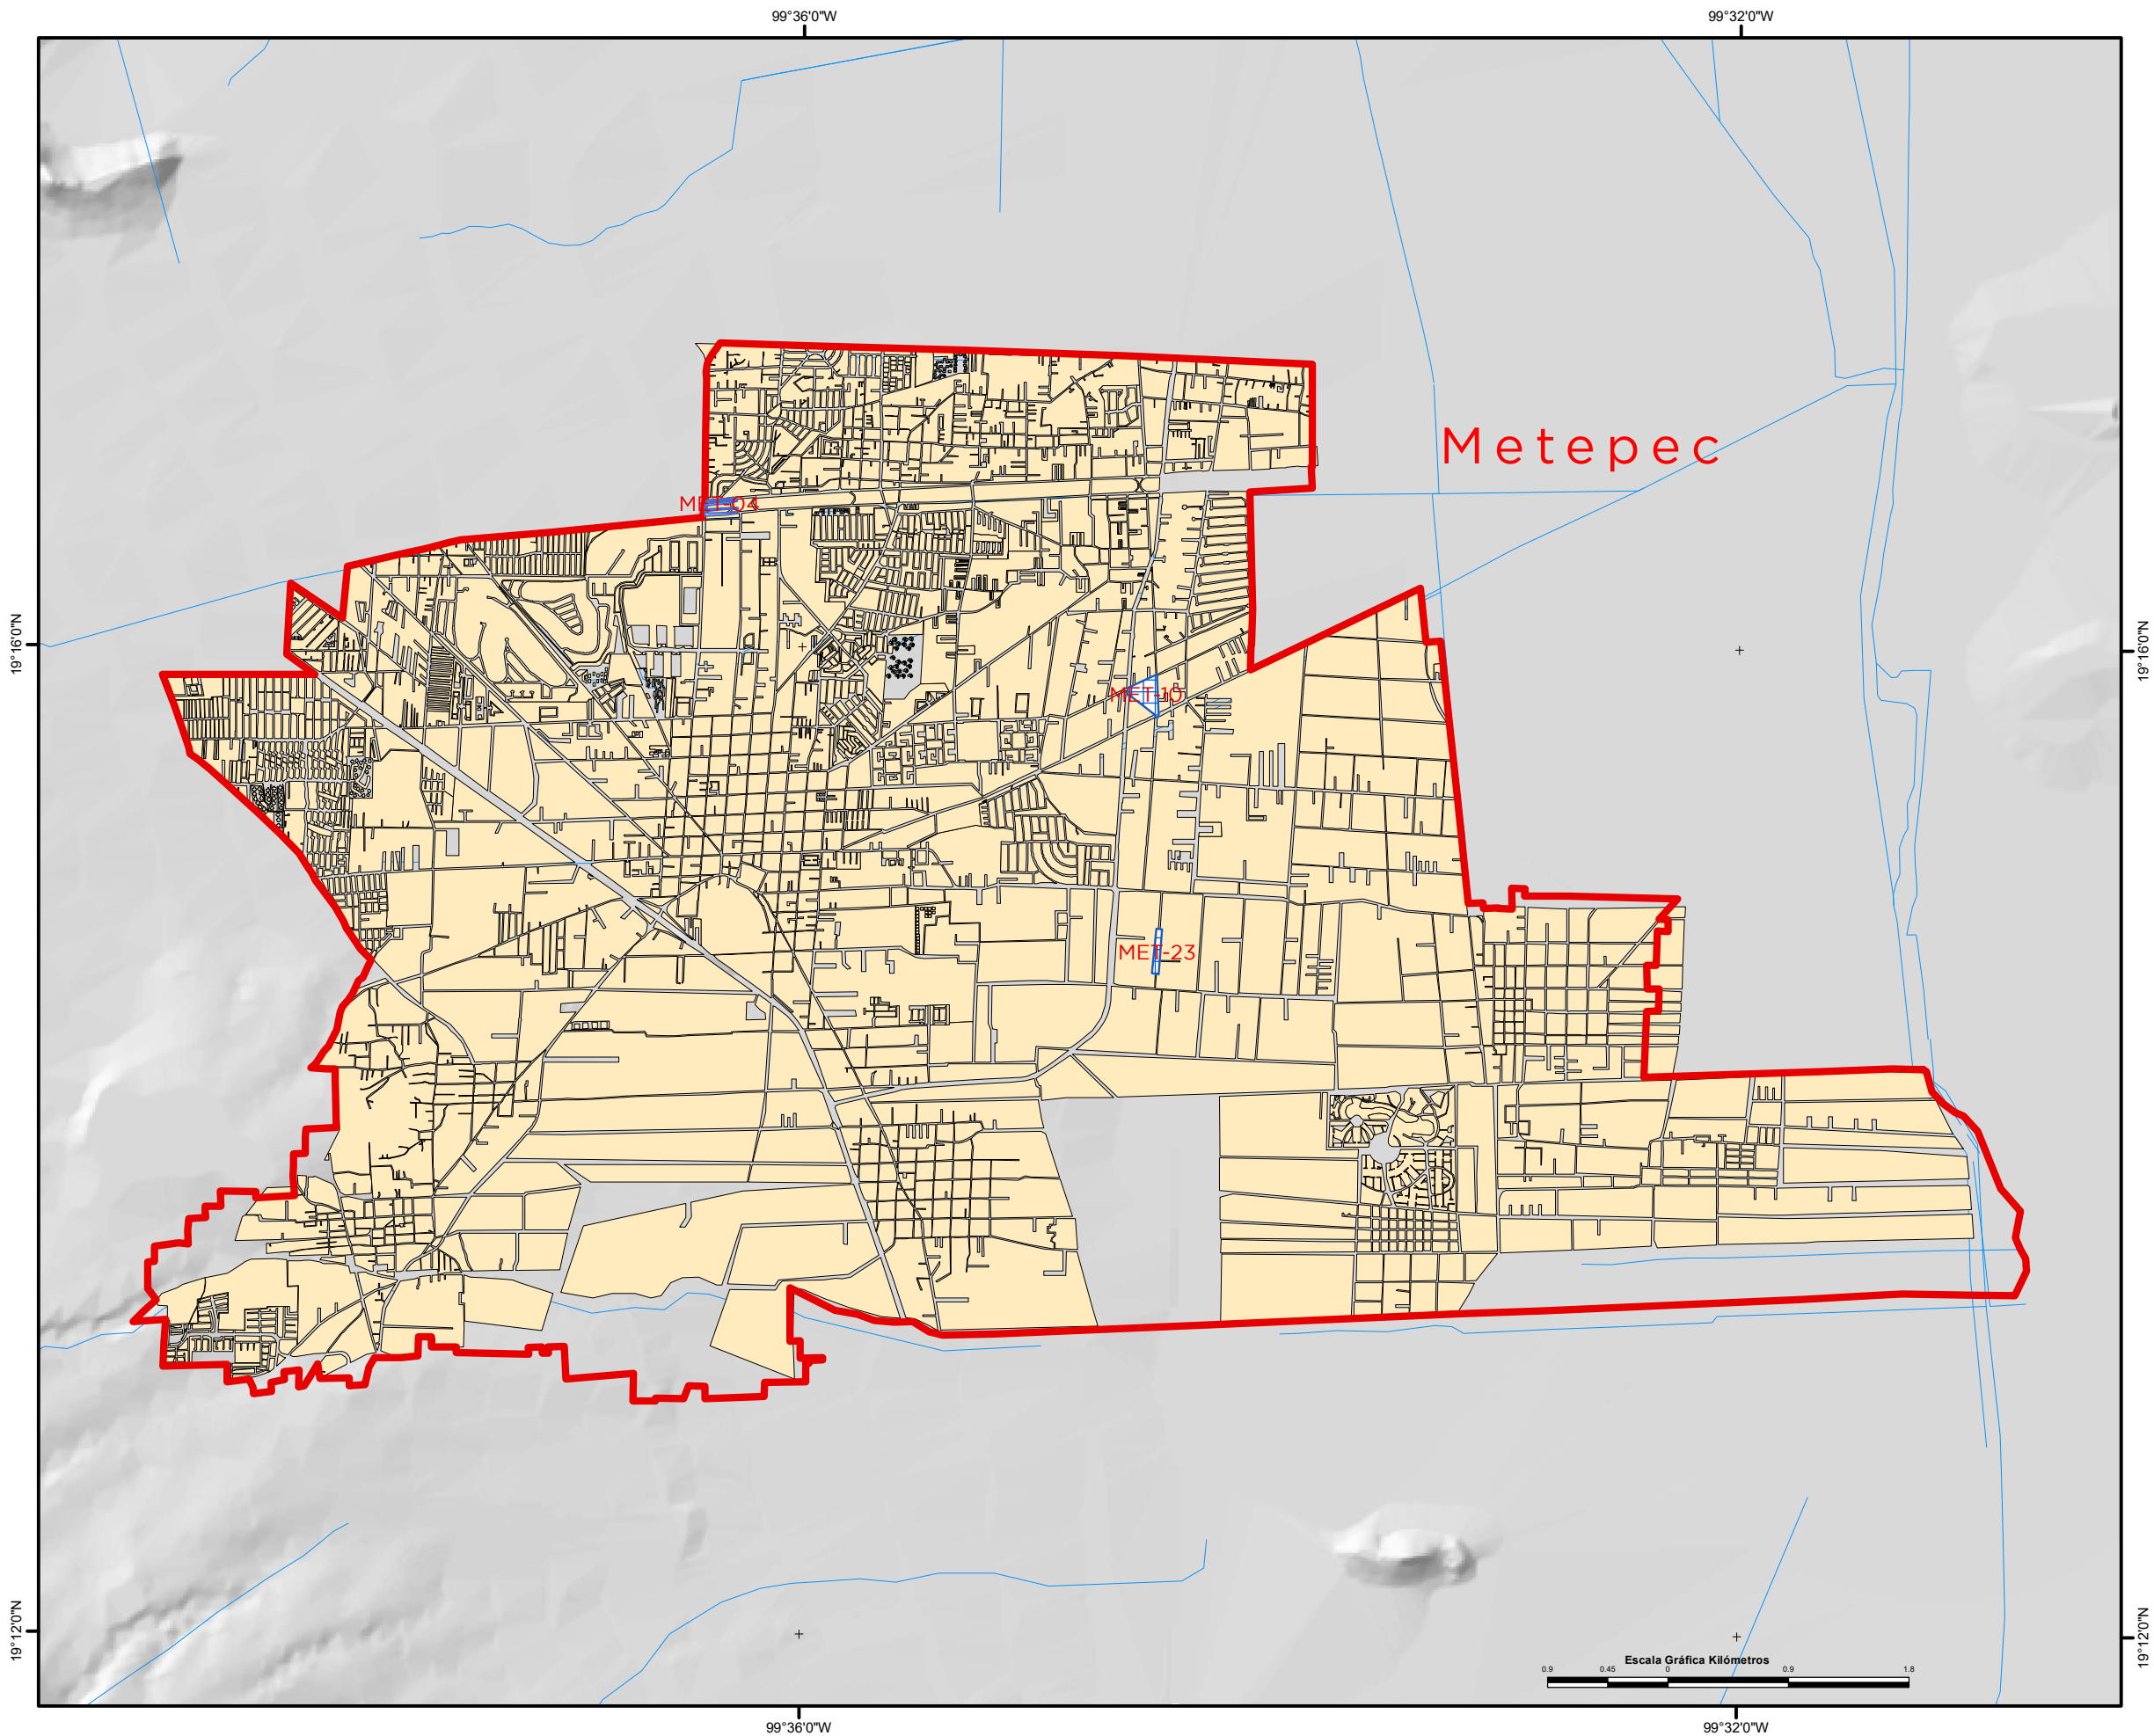 99°36'0"W
99°32'0"W
Metepec
MET-04
19°16'0"N
19°16'0"N
MET-10
MET-23
19°12'0"N
19°12'0"N
Escala Gráfica Kilómetros
0.9 0.45 0 0.9 1.8
99°36'0"W
99°32'0"W